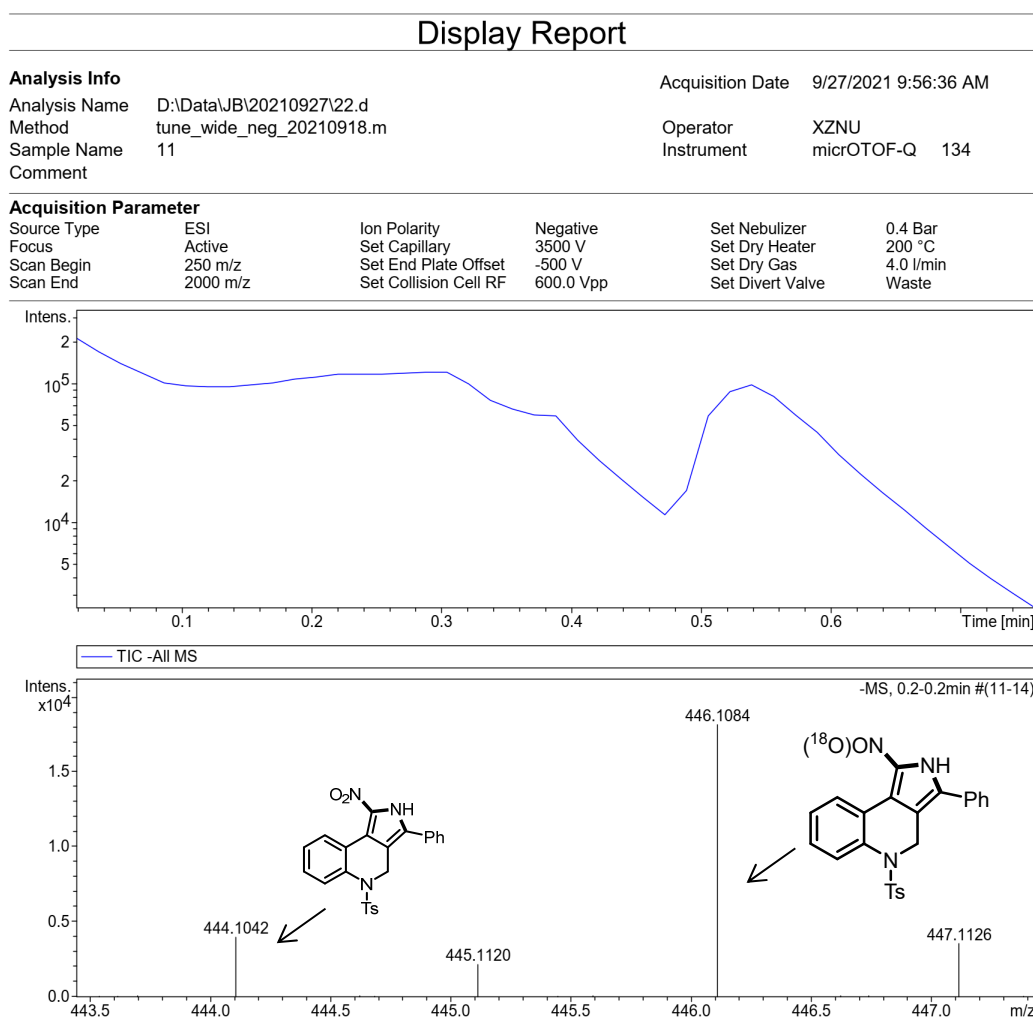 Display Report
Analysis Info
Acquisition Date 9/27/2021 9:56:36 AM
Analysis Name D:\Data\JB\20210927\22.d
Method tune_wide_neg_20210918.m Operator XZNU
Sample Name 11 Instrument micrOTOF-Q 134
Comment
Acquisition Parameter
Source Type ESI Ion Polarity Negative Set Nebulizer 0.4 Bar
Focus Active Set Capillary 3500 V Set Dry Heater 200 °C
Scan Begin 250 m/z Set End Plate Offset -500 V Set Dry Gas 4.0 l/min
Scan End 2000 m/z Set Collision Cell RF 600.0 Vpp Set Divert Valve Waste
Intens.
2
10⁵
5
2
10⁴
5
0.1 0.2 0.3 0.4 0.5 0.6 Time [min]
TIC -All MS
Intens.
x10⁴
-MS, 0.2-0.2min #(11-14)
446.1084
(¹⁸O)ON
NH
Ph
N
Ts
1.5
O₂N
NH
Ph
N
Ts
1.0
0.5
444.1042
445.1120
447.1126
0.0
443.5 444.0 444.5 445.0 445.5 446.0 446.5 447.0 m/z